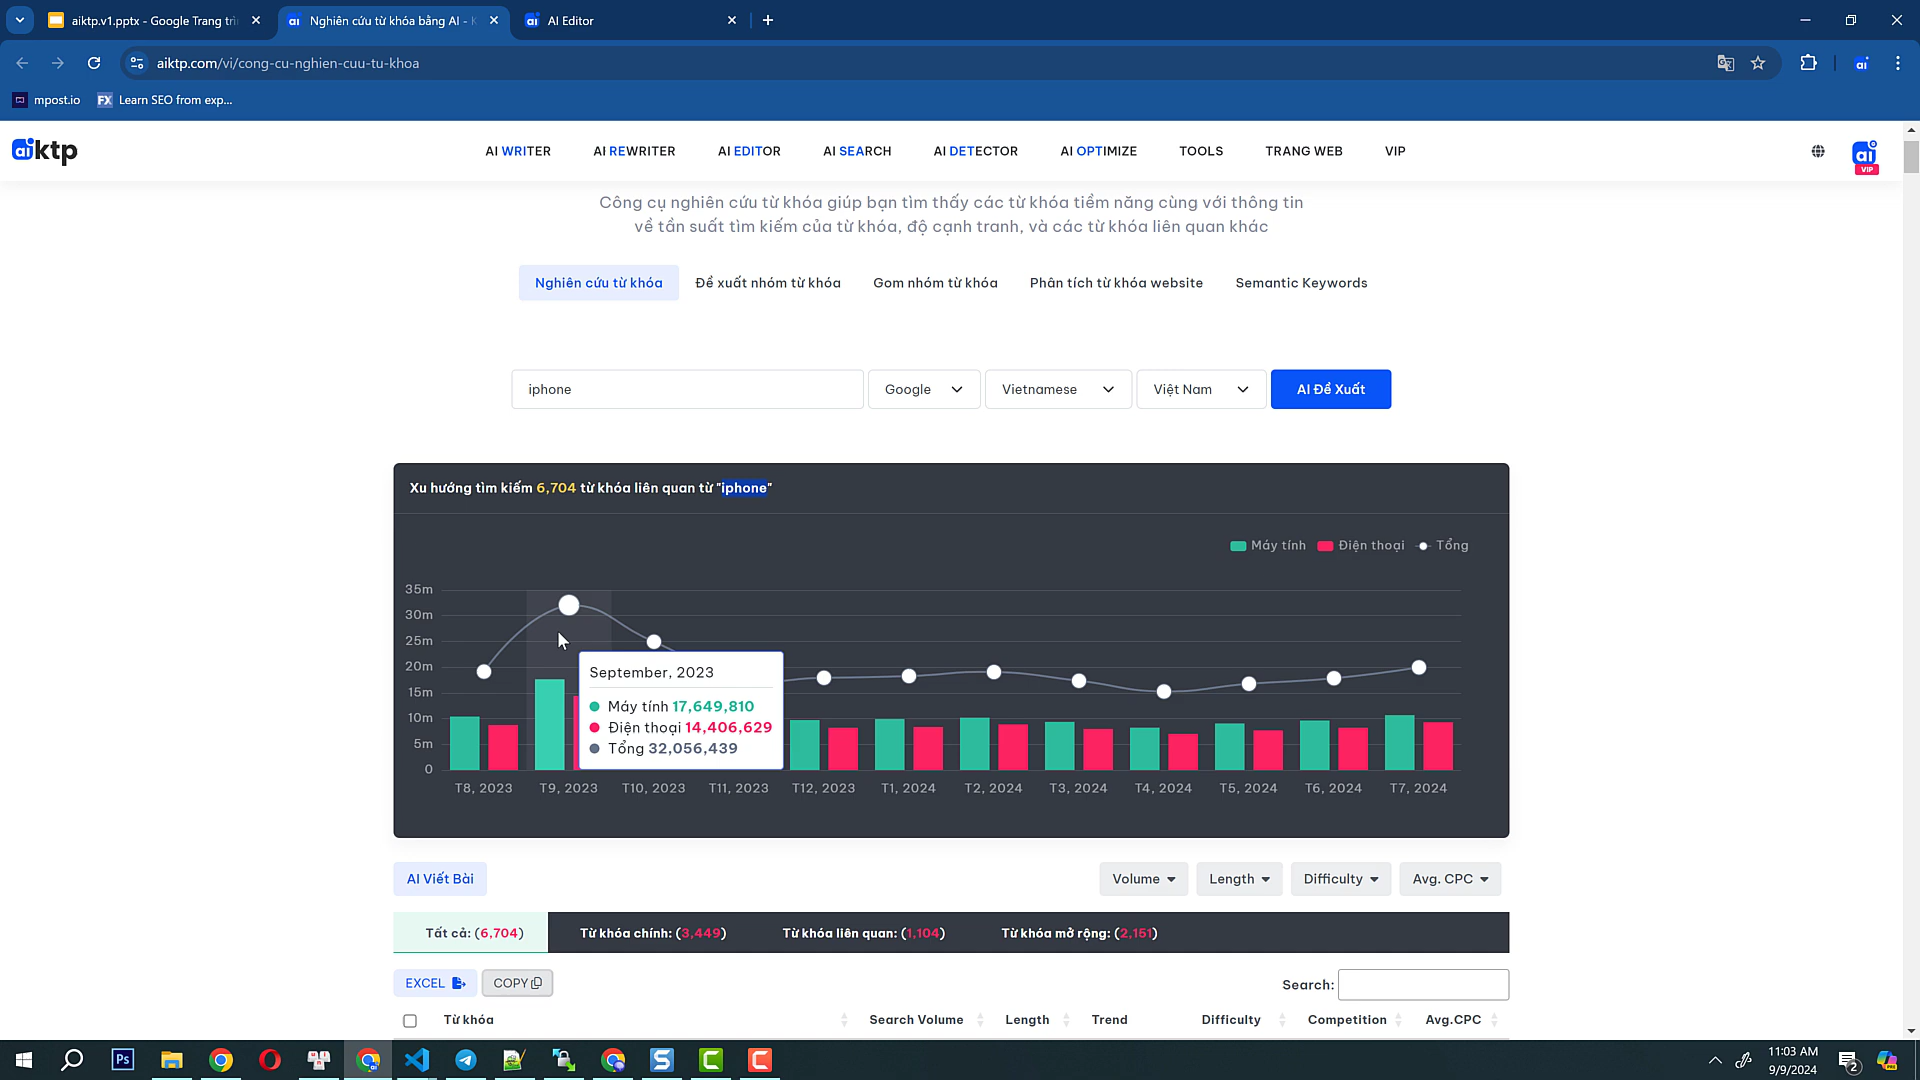 aiktp.v1.pptx - Google Trang trì
Nghiên cứu từ khóa bằng AI - K
AI Editor
aiktp.com/vi/cong-cu-nghien-cuu-tu-khoa
mpost.io
FX Learn SEO from exp...
aiktp
AI WRITER
AI REWRITER
AI EDITOR
AI SEARCH
AI DETECTOR
AI OPTIMIZE
TOOLS
TRANG WEB
VIP
ai
VIP
Công cụ nghiên cứu từ khóa giúp bạn tìm thấy các từ khóa tiềm năng cùng với thông tin
về tần suất tìm kiếm của từ khóa, độ cạnh tranh, và các từ khóa liên quan khác
Nghiên cứu từ khóa
Đề xuất nhóm từ khóa
Gom nhóm từ khóa
Phân tích từ khóa website
Semantic Keywords
iphone
Google
Vietnamese
Việt Nam
AI Đề Xuất
Xu hướng tìm kiếm 6,704 từ khóa liên quan từ "iphone"
Máy tính
Điện thoại
Tổng
35m
30m
25m
20m
15m
10m
5m
0
September, 2023
Máy tính 17,649,810
Điện thoại 14,406,629
Tổng 32,056,439
T8, 2023
T9, 2023
T10, 2023
T11, 2023
T12, 2023
T1, 2024
T2, 2024
T3, 2024
T4, 2024
T5, 2024
T6, 2024
T7, 2024
AI Viết Bài
Volume
Length
Difficulty
Avg. CPC
Tất cả: (6,704)
Từ khóa chính: (3,449)
Từ khóa liên quan: (1,104)
Từ khóa mở rộng: (2,151)
EXCEL
COPY
Search:
Từ khóa
Search Volume
Length
Trend
Difficulty
Competition
Avg.CPC
Ps
11:03 AM
9/9/2024
2